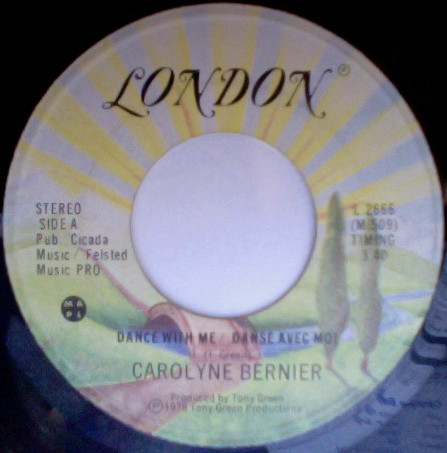 LONDON®
STEREO
SIDE A
Pub. Cicada
Music / Felsted
Music PRO
L 2666
(M 509)
TIMING
3:40
M A
P L
DANCE WITH ME / DANSE AVEC MOI
(T. Green)
CAROLYNE BERNIER
Produced by Tony Green
Ⓟ 1978 Tony Green Productions